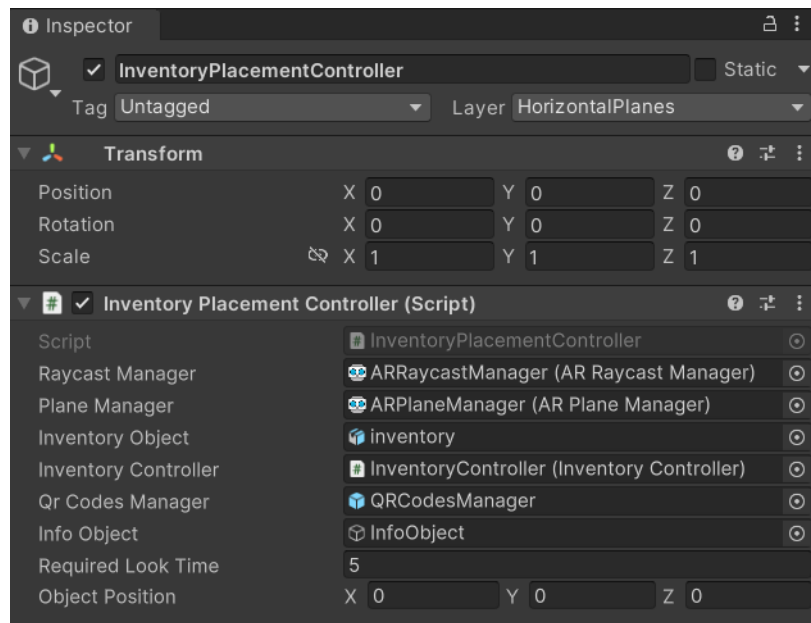 Inspector
InventoryPlacementController Static
Tag Untagged Layer HorizontalPlanes
Transform
Position X 0 Y 0 Z 0
Rotation X 0 Y 0 Z 0
Scale X 1 Y 1 Z 1
# Inventory Placement Controller (Script)
Script # InventoryPlacementController
Raycast Manager ARRaycastManager (AR Raycast Manager)
Plane Manager ARPlaneManager (AR Plane Manager)
Inventory Object inventory
Inventory Controller # InventoryController (Inventory Controller)
Qr Codes Manager QRCodesManager
Info Object InfoObject
Required Look Time 5
Object Position X 0 Y 0 Z 0